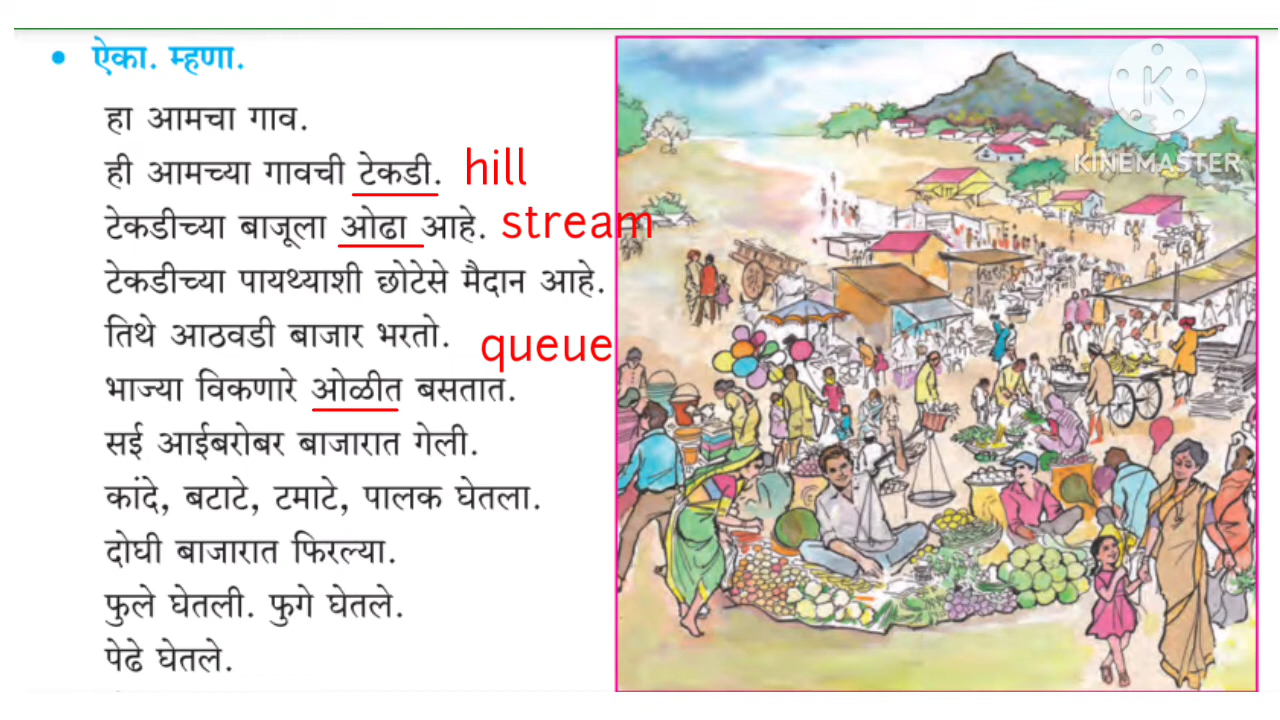 • ऐका. म्हणा.
हा आमचा गाव.
ही आमच्या गावची टेकडी. hill
टेकडीच्या बाजूला ओढा आहे. stream
टेकडीच्या पायथ्याशी छोटेसे मैदान आहे.
तिथे आठवडी बाजार भरतो.
queue
भाज्या विकणारे ओळीत बसतात.
सई आईबरोबर बाजारात गेली.
कांदे, बटाटे, टमाटे, पालक घेतला.
दोघी बाजारात फिरल्या.
फुले घेतली. फुगे घेतले.
पेढे घेतले.
K
KINEMASTER